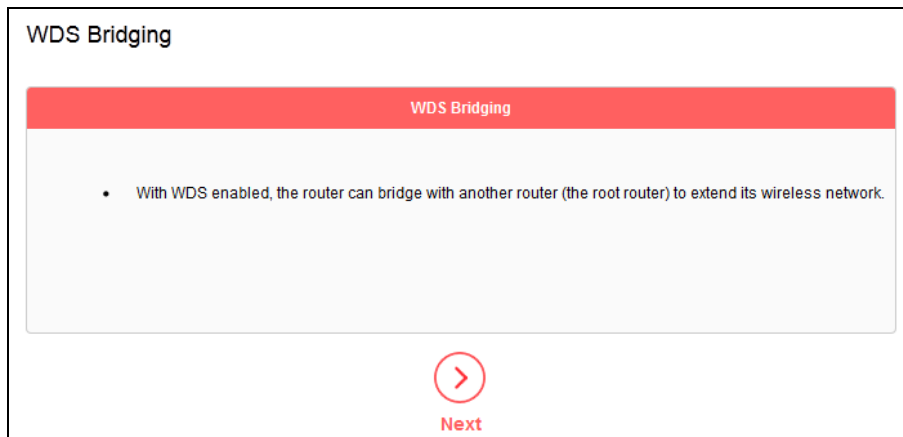 WDS Bridging
WDS Bridging
• With WDS enabled, the router can bridge with another router (the root router) to extend its wireless network.
Next